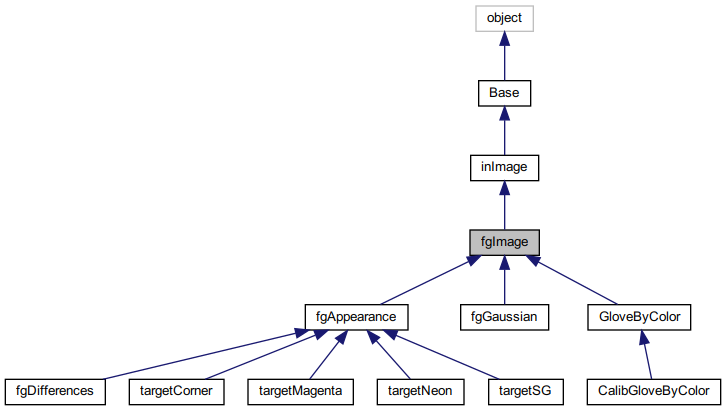 object
Base
inImage
fgImage
fgAppearance
fgGaussian
GloveByColor
fgDifferences
targetCorner
targetMagenta
targetNeon
targetSG
CalibGloveByColor